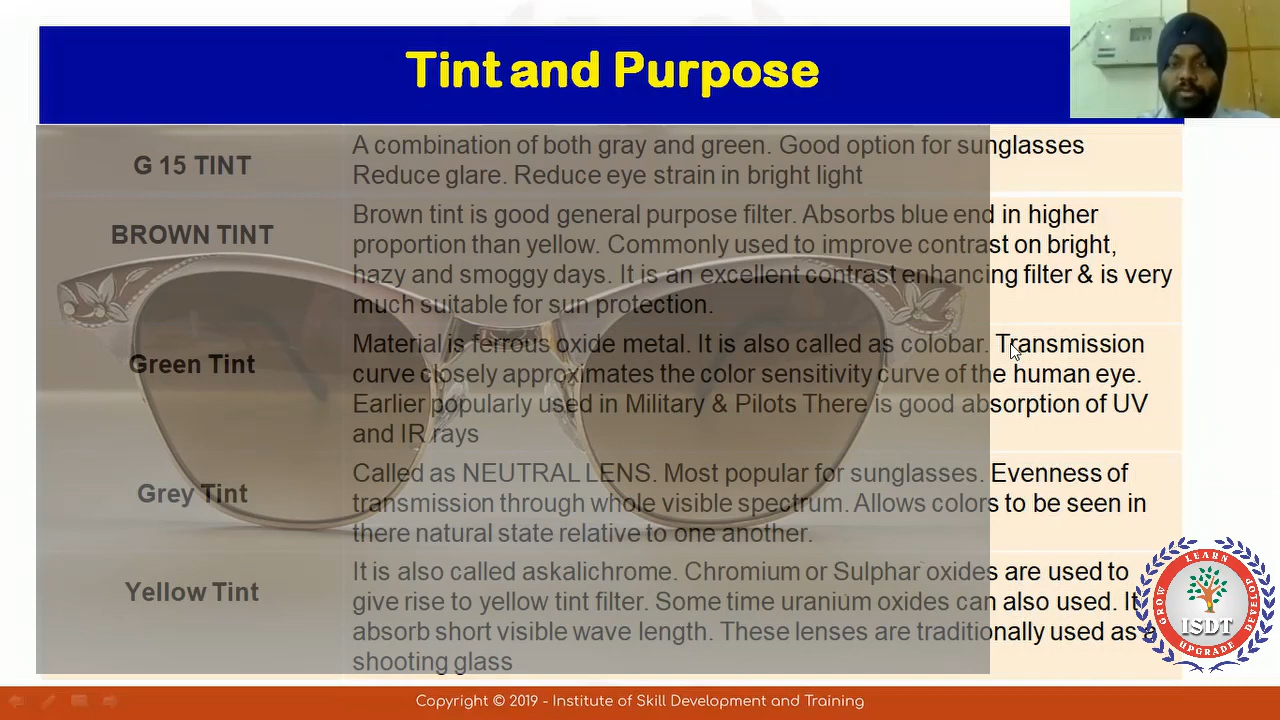 Tint and Purpose
G 15 TINT
A combination of both gray and green. Good option for sunglasses
Reduce glare. Reduce eye strain in bright light
BROWN TINT
Brown tint is good general purpose filter. Absorbs blue end in higher
proportion than yellow. Commonly used to improve contrast on bright,
hazy and smoggy days. It is an excellent contrast enhancing filter & is very
much suitable for sun protection.
Green Tint
Material is ferrous oxide metal. It is also called as colobar. Transmission
curve closely approximates the color sensitivity curve of the human eye.
Earlier popularly used in Military & Pilots There is good absorption of UV
and IR rays
Grey Tint
Called as NEUTRAL LENS. Most popular for sunglasses. Evenness of
transmission through whole visible spectrum. Allows colors to be seen in
there natural state relative to one another.
Yellow Tint
It is also called askalichrome. Chromium or Sulphar oxides are used to
give rise to yellow tint filter. Some time uranium oxides can also used. It
absorb short visible wave length. These lenses are traditionally used as a
shooting glass
GROW LEARN DEVELOP UPGRADE
ISDT
Copyright © 2019 - Institute of Skill Development and Training